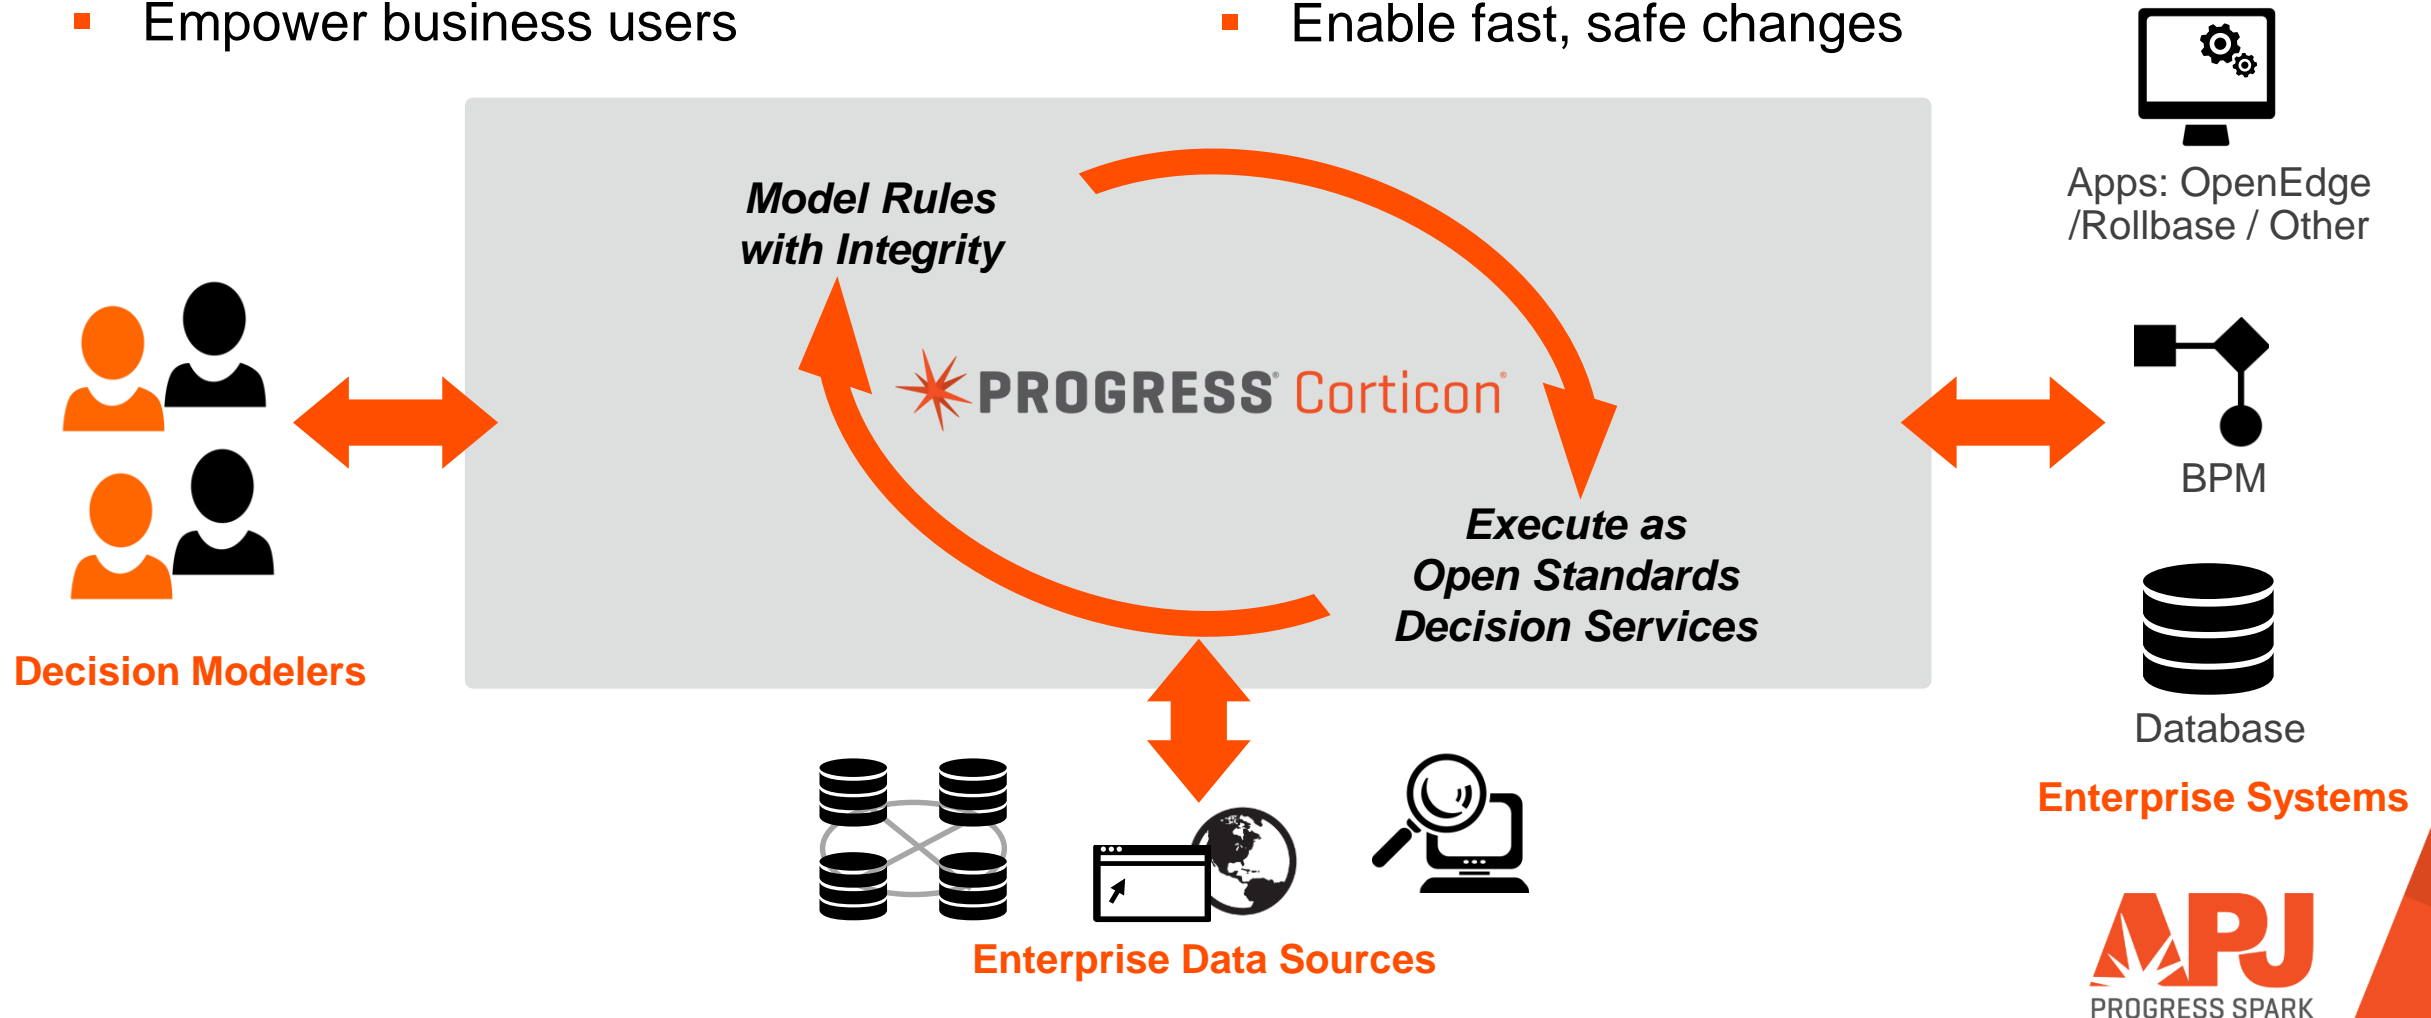 Empower business users
Enable fast, safe changes
Model Rules
with Integrity
Apps: OpenEdge
/Rollbase / Other
PROGRESS® Corticon®
BPM
Execute as
Open Standards
Decision Services
Decision Modelers
Database
Enterprise Systems
Enterprise Data Sources
APJ
PROGRESS SPARK